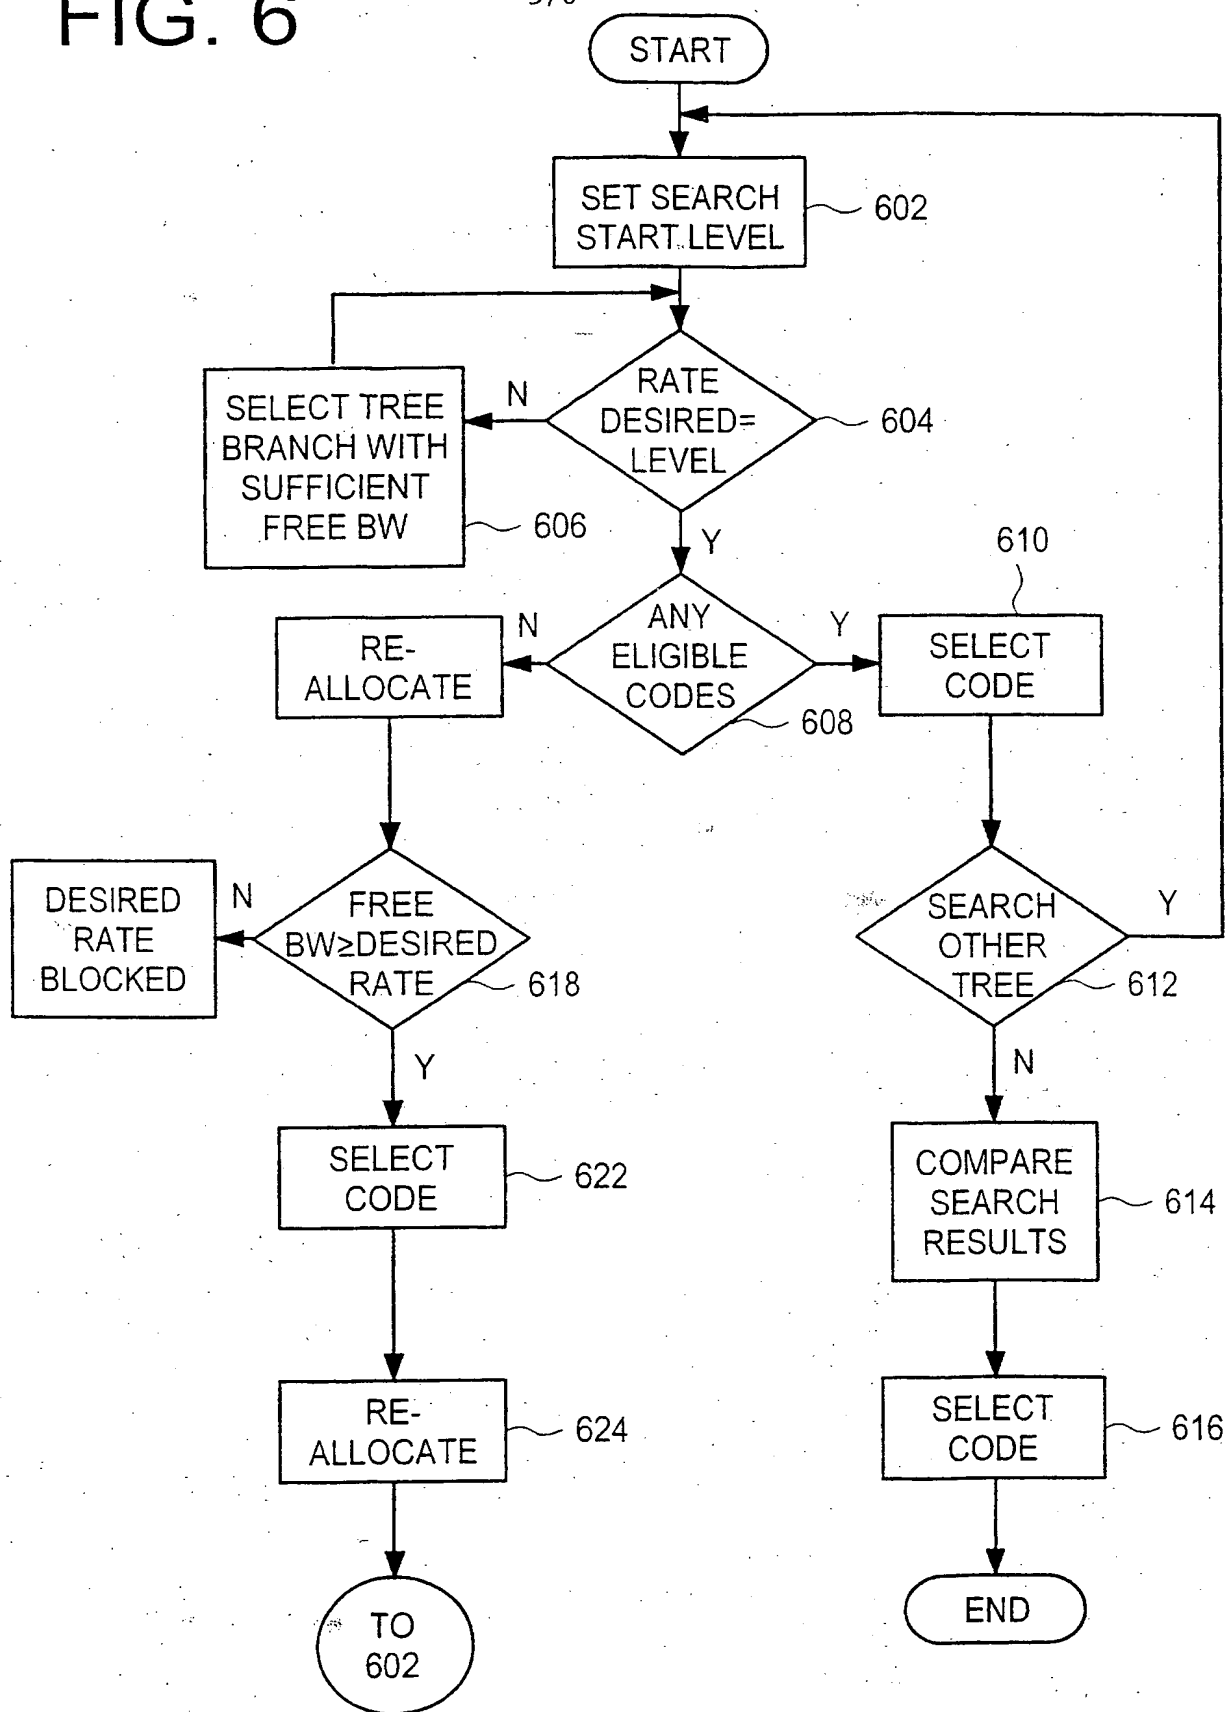 FIG. 6
START
SET SEARCH
START LEVEL
602
RATE
DESIRED=
LEVEL
604
N
SELECT TREE
BRANCH WITH
SUFFICIENT
FREE BW
606
Y
ANY
ELIGIBLE
CODES
608
N
RE-
ALLOCATE
Y
610
SELECT
CODE
FREE
BW≥DESIRED
RATE
618
N
DESIRED
RATE
BLOCKED
SEARCH
OTHER
TREE
612
Y
Y
SELECT
CODE
622
N
COMPARE
SEARCH
RESULTS
614
RE-
ALLOCATE
624
SELECT
CODE
616
TO
602
END